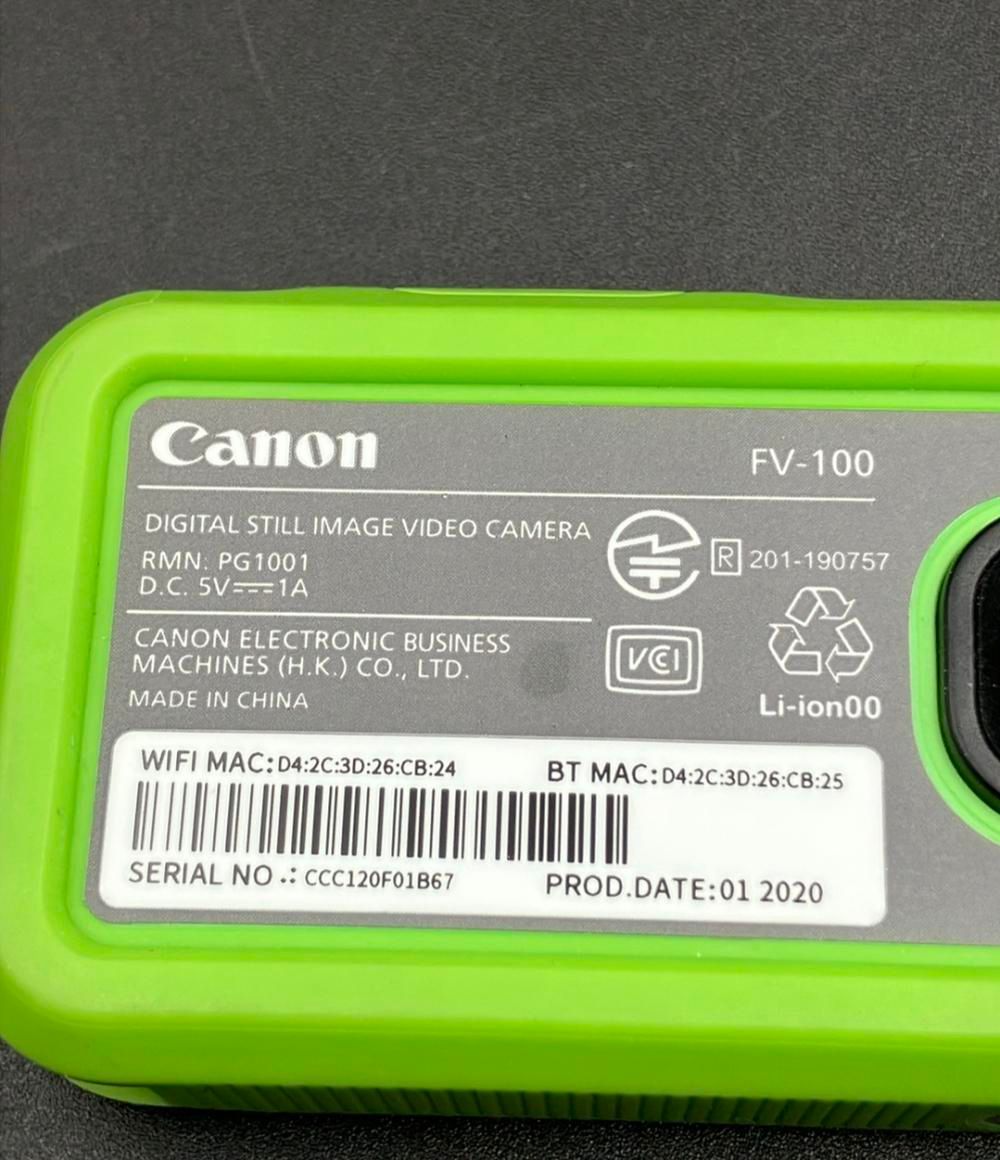 Canon
FV-100
DIGITAL STILL IMAGE VIDEO CAMERA
RMN: PG1001
D.C. 5V⎓1A
R 201-190757
CANON ELECTRONIC BUSINESS
MACHINES (H.K.) CO., LTD.
MADE IN CHINA
VCI
Li-ion00
WIFI MAC:D4:2C:3D:26:CB:24
BT MAC:D4:2C:3D:26:CB:25
SERIAL NO.: CCC120F01B67
PROD.DATE:01 2020